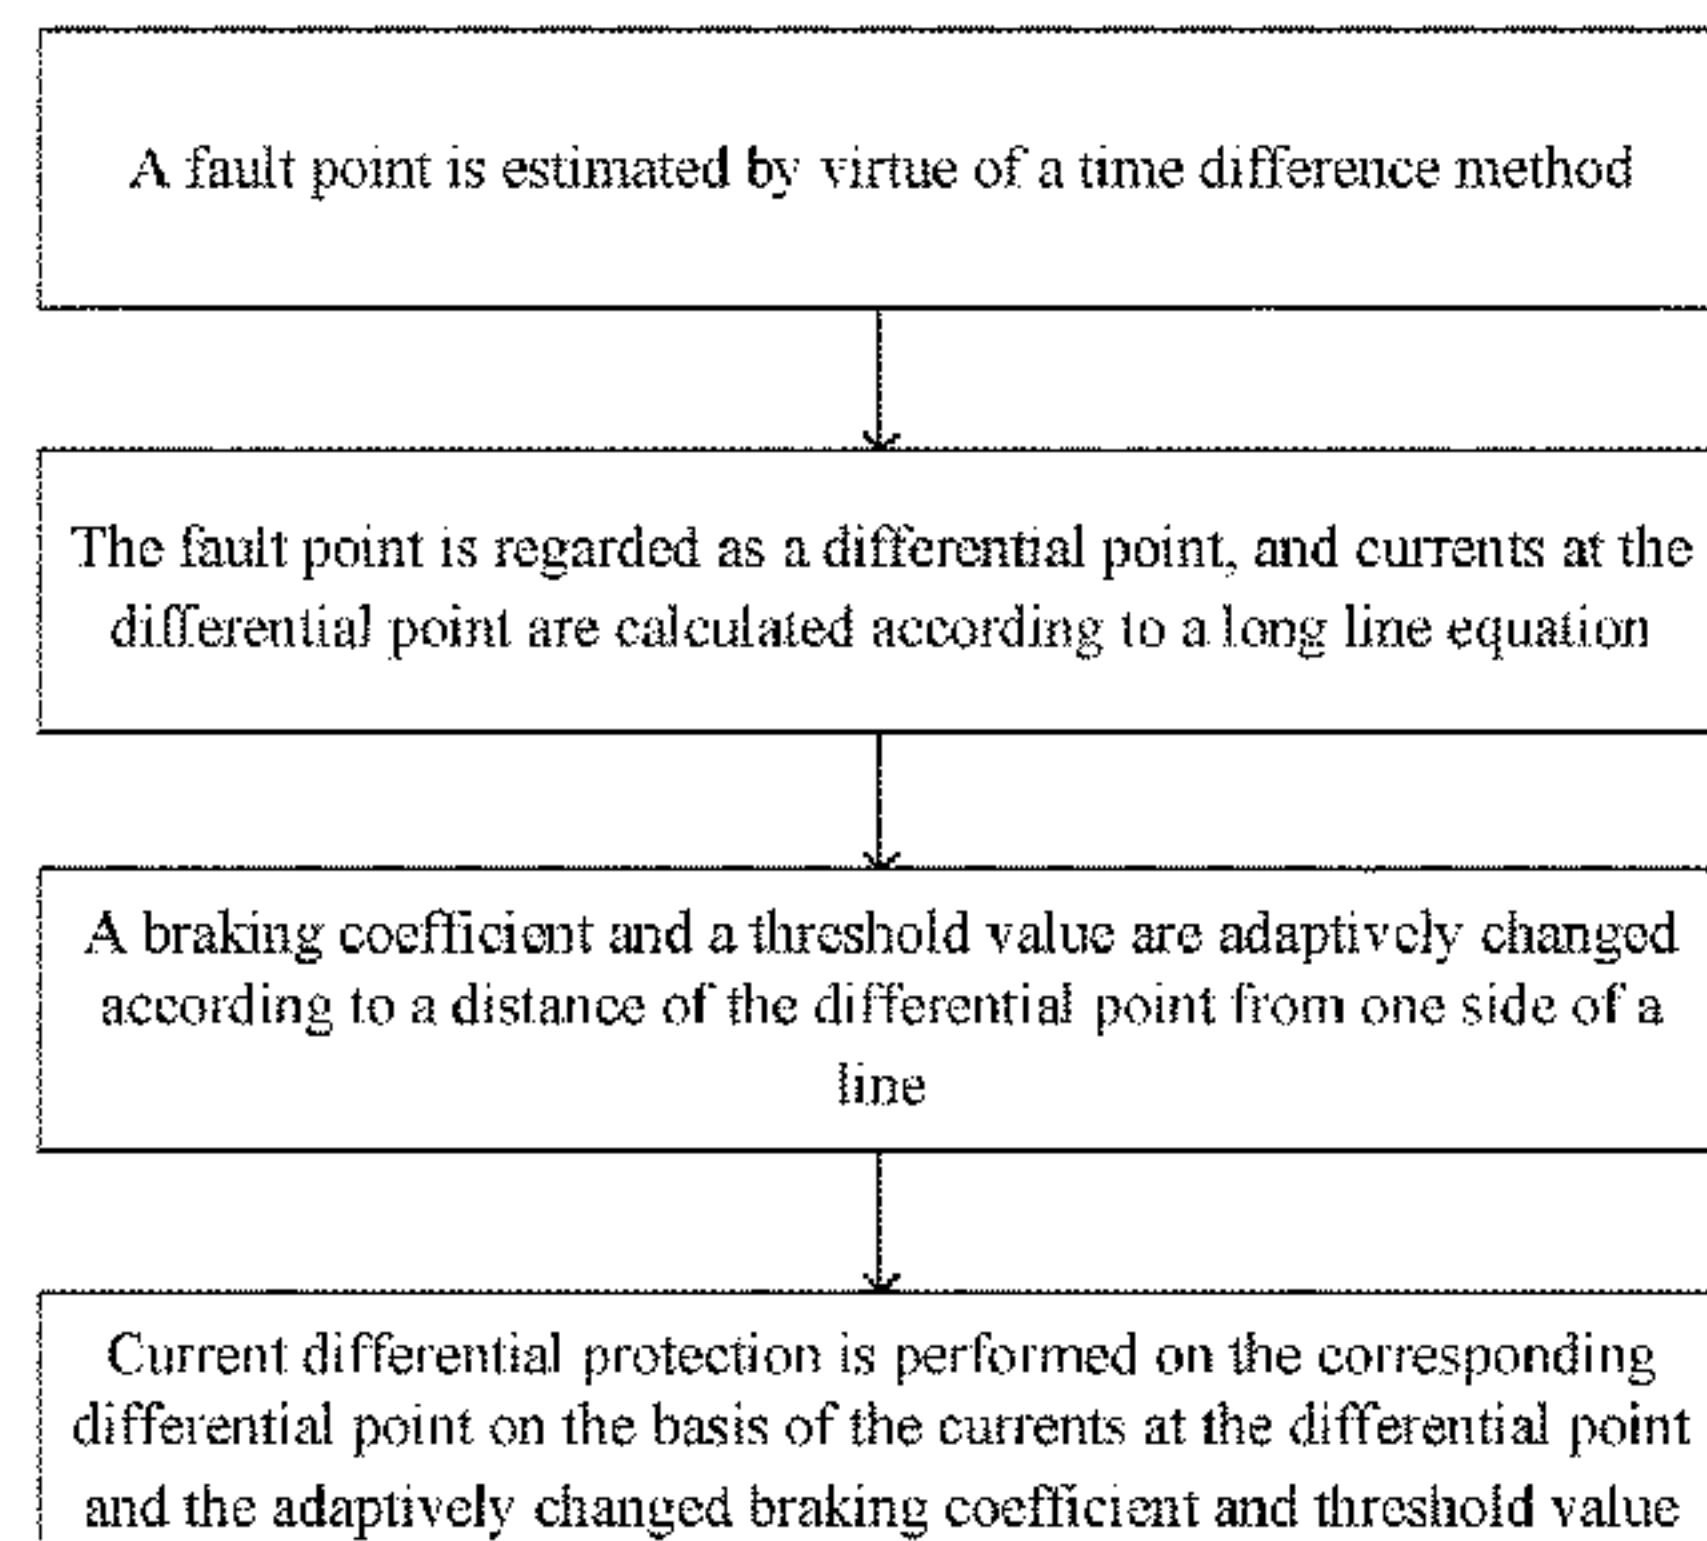 A fault point is estimated by virtue of a time difference method
The fault point is regarded as a differential point, and currents at the
differential point are calculated according to a long line equation
A braking coefficient and a threshold value are adaptively changed
according to a distance of the differential point from one side of a
line
Current differential protection is performed on the corresponding
differential point on the basis of the currents at the differential point
and the adaptively changed braking coefficient and threshold value